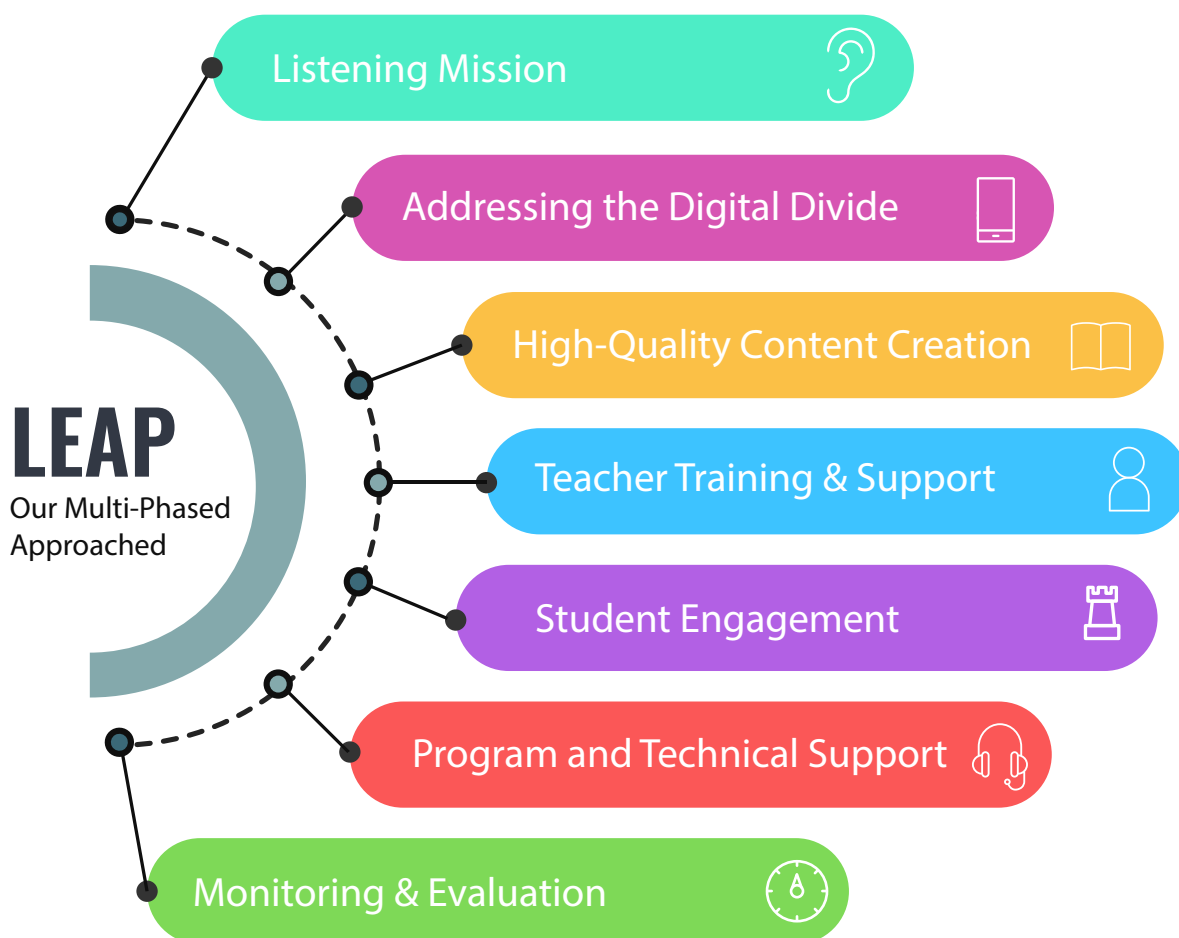 Listening Mission
Addressing the Digital Divide
High-Quality Content Creation
LEAP
Our Multi-Phased
Approached
Teacher Training & Support
Student Engagement
Program and Technical Support
Monitoring & Evaluation